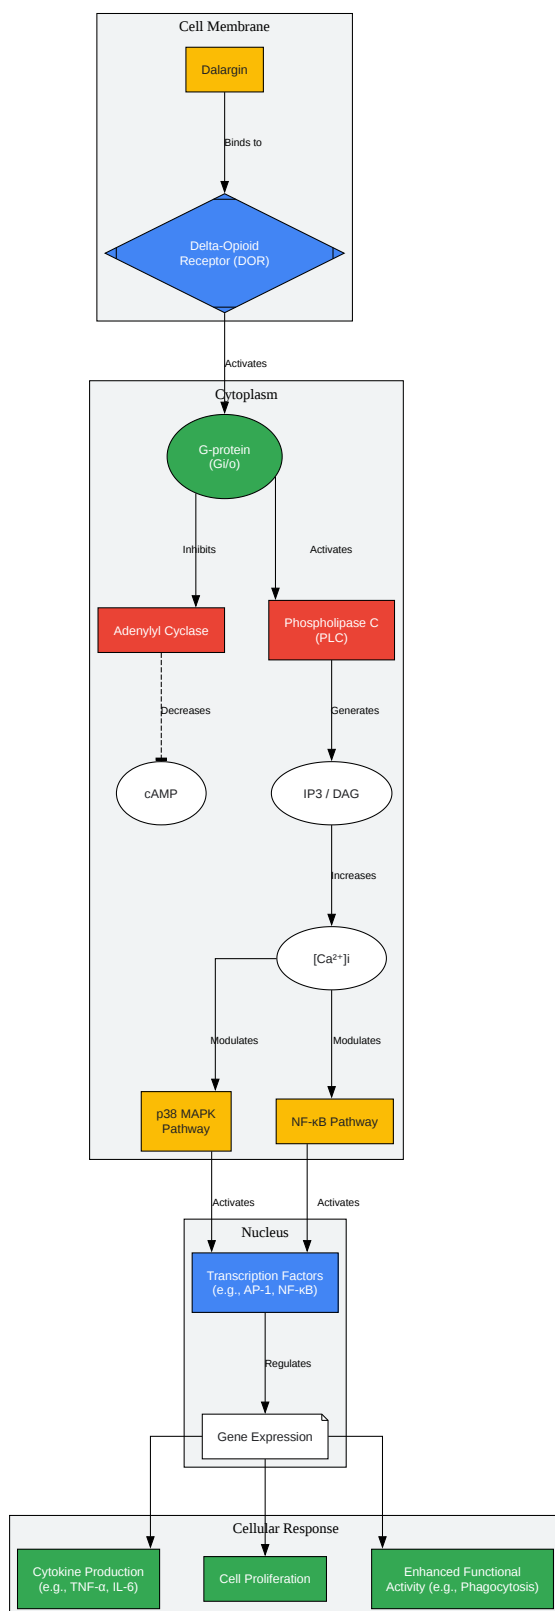 Cell Membrane
Dalargin
Binds to
Delta-Opioid
Receptor (DOR)
Activates
Cytoplasm
G-protein
(Gi/o)
Inhibits
Activates
Adenylyl Cyclase
Phospholipase C
(PLC)
Decreases
Generates
cAMP
IP3 / DAG
Increases
[Ca²⁺]i
Modulates
Modulates
p38 MAPK
Pathway
NF-κB Pathway
Activates
Activates
Nucleus
Transcription Factors
(e.g., AP-1, NF-κB)
Regulates
Gene Expression
Cellular Response
Cytokine Production
(e.g., TNF-α, IL-6)
Cell Proliferation
Enhanced Functional
Activity (e.g., Phagocytosis)